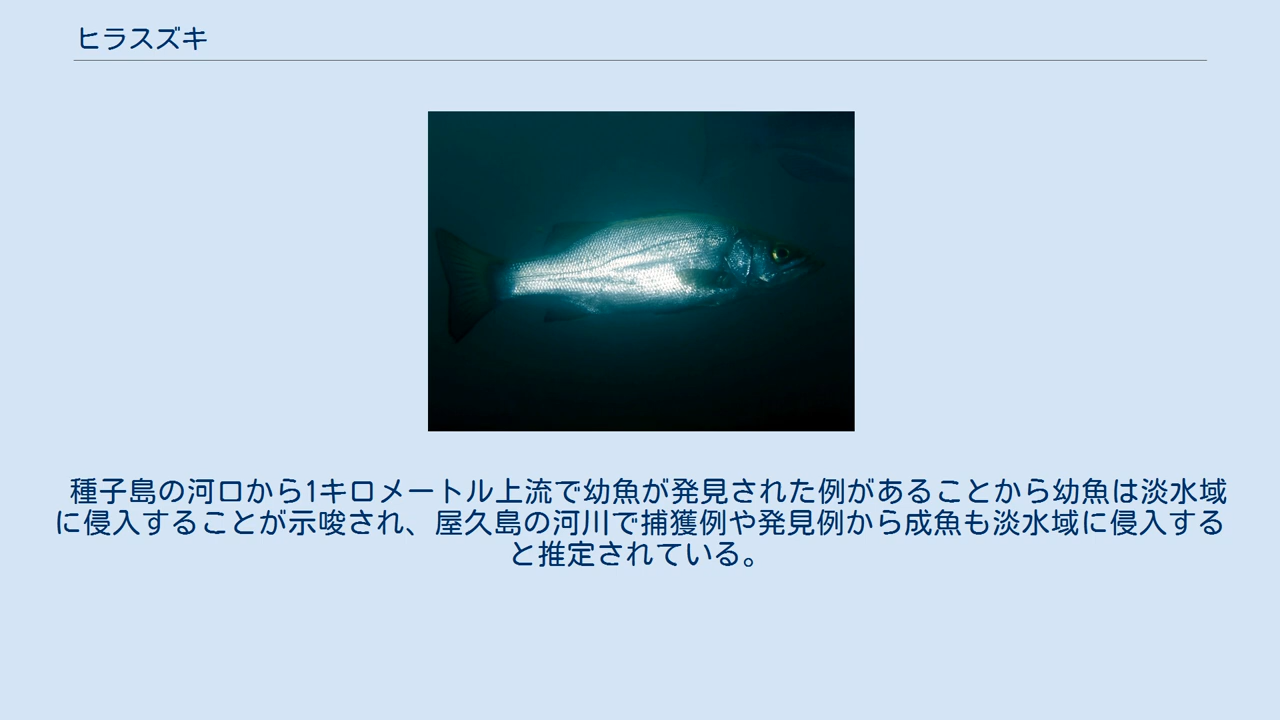 ヒラスズキ
種子島の河口から1キロメートル上流で幼魚が発見された例があることから幼魚は淡水域
に侵入することが示唆され、屋久島の河川で捕獲例や発見例から成魚も淡水域に侵入する
と推定されている。